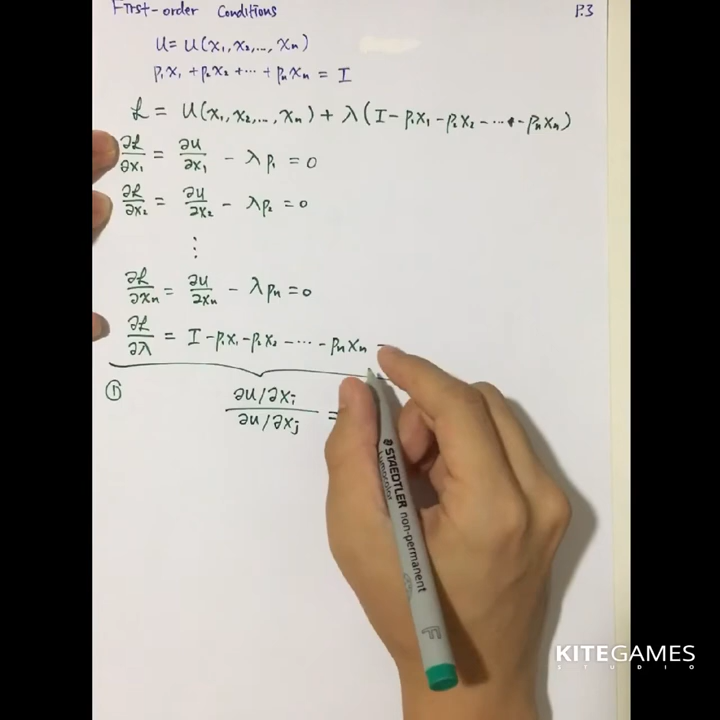 First-order Conditions P.3
U = U(x₁, x₂, ..., xₙ)
p₁x₁ + p₂x₂ + ... + pₙxₙ = I
ℒ = U(x₁, x₂, ..., xₙ) + λ(I - p₁x₁ - p₂x₂ - ... - pₙxₙ)
∂ℒ/∂x₁ = ∂U/∂x₁ - λp₁ = 0
∂ℒ/∂x₂ = ∂U/∂x₂ - λp₂ = 0
⋮
∂ℒ/∂xₙ = ∂U/∂xₙ - λpₙ = 0
∂ℒ/∂λ = I - p₁x₁ - p₂x₂ - ... - pₙxₙ =
① ∂U/∂xᵢ / ∂U/∂xⱼ =
STAEDTLER non-permanent
Lumocolor F
KITEGAMES
STUDIO